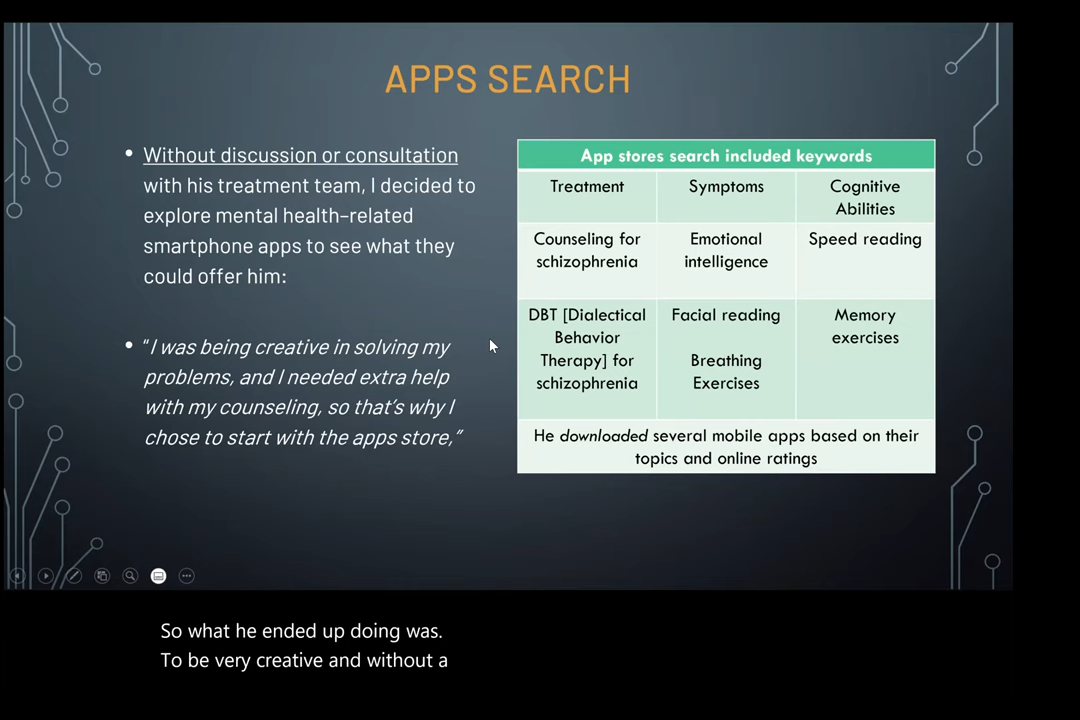 APPS SEARCH
• Without discussion or consultation
with his treatment team, I decided to
explore mental health-related
smartphone apps to see what they
could offer him:
• "I was being creative in solving my
problems, and I needed extra help
with my counseling, so that's why I
chose to start with the apps store,"
App stores search included keywords
Treatment
Symptoms
Cognitive
Abilities
Counseling for
schizophrenia
Emotional
intelligence
Speed reading
DBT [Dialectical
Behavior
Therapy] for
schizophrenia
Facial reading
Breathing
Exercises
Memory
exercises
He downloaded several mobile apps based on their
topics and online ratings
So what he ended up doing was.
To be very creative and without a